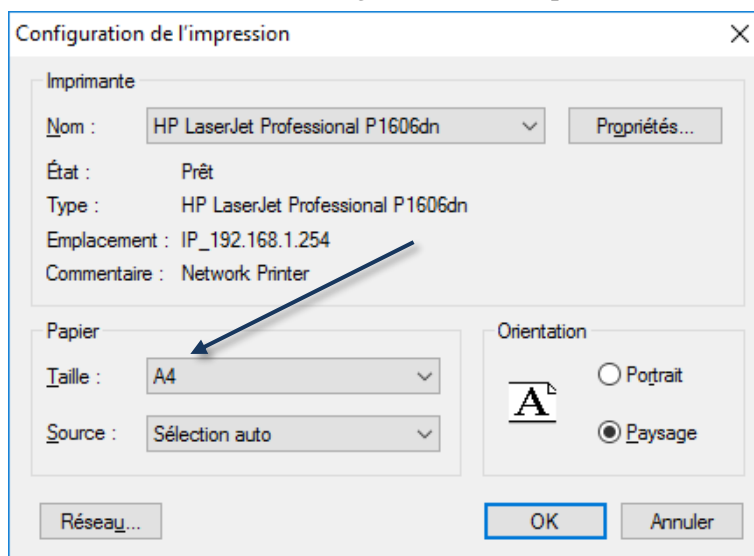 Configuration de l'impression
Imprimante
Nom : HP LaserJet Professional P1606dn Propriétés...
État : Prêt
Type : HP LaserJet Professional P1606dn
Emplacement : IP_192.168.1.254
Commentaire : Network Printer
Papier
Taille : A4
Source : Sélection auto
Orientation
A
Portrait
Paysage
Réseau... OK Annuler